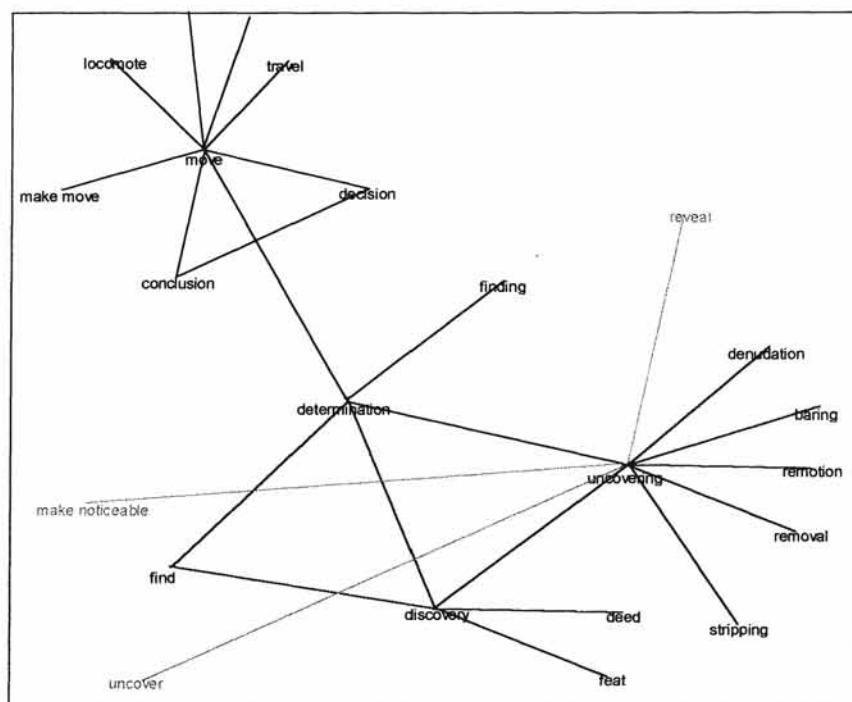 locomote
travel
move
make move
decision
reveal
conclusion
finding
denudation
determination
baring
uncovering
remotion
make noticeable
removal
find
discovery
deed
stripping
uncover
feat